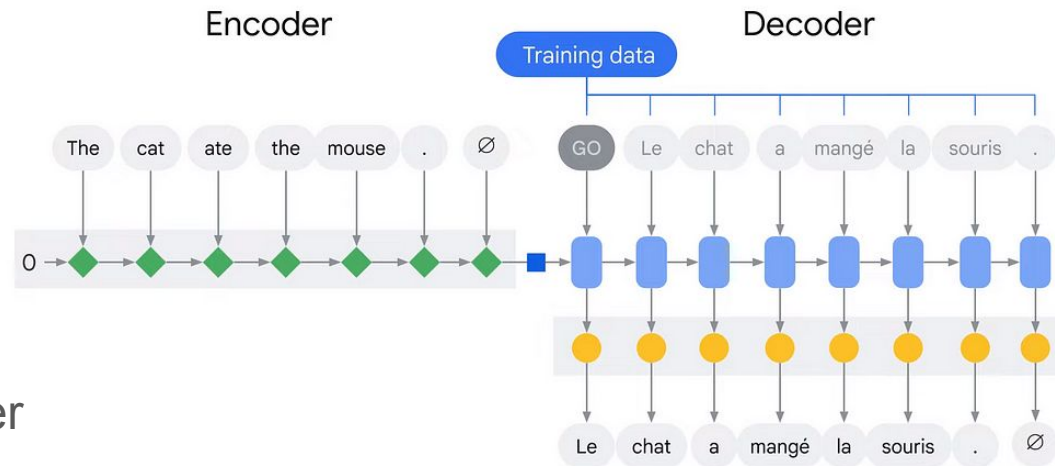 Encoder
Decoder
Training data
The cat ate the mouse . ∅
GO Le chat a mangé la souris .
0
er
Le chat a mangé la souris . ∅